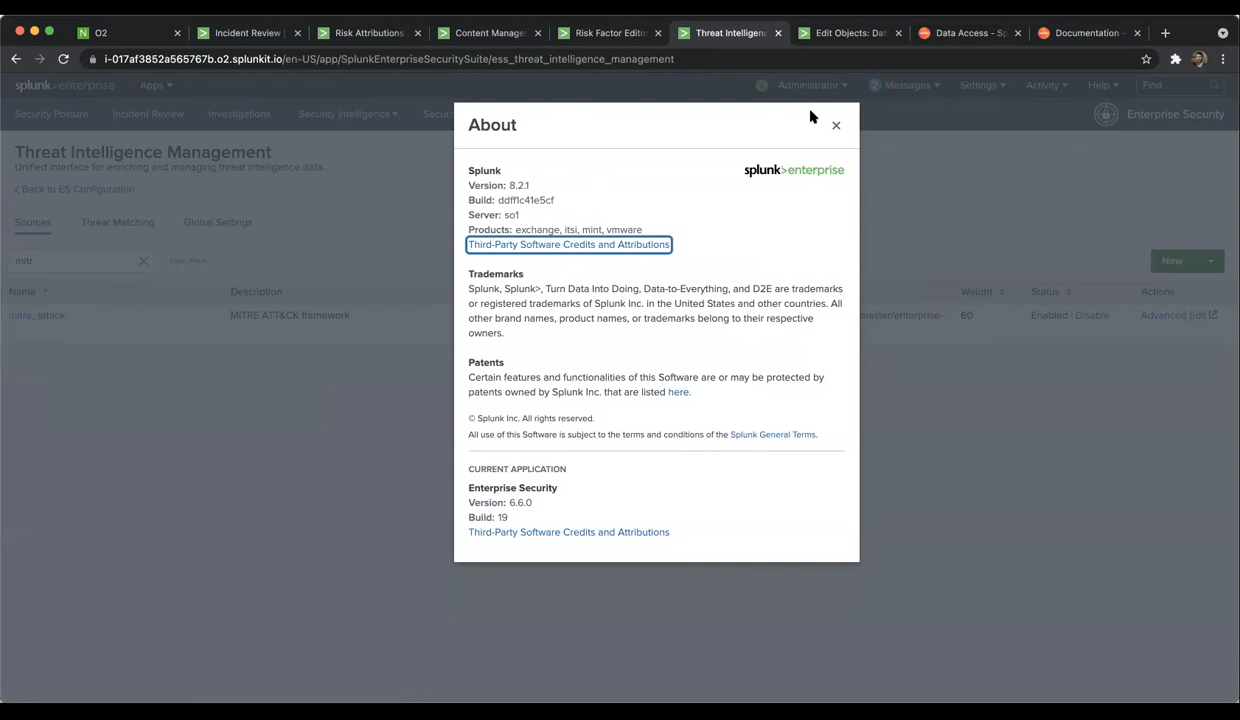 O2
Incident Review |
Risk Attributions
Content Manage
Risk Factor Edito
Threat Intelligenc
Edit Objects: Dat
Data Access - Sp
Documentation -
i-017af3852a565767b.o2.splunkit.io/en-US/app/SplunkEnterpriseSecuritySuite/ess_threat_intelligence_management
splunk>enterprise Apps
i Administrator 2 Messages Settings Activity Help Find
Security Posture Incident Review Investigations Security Intelligence Secur
Enterprise Security
Threat Intelligence Management
Unified interface for enriching and managing threat intelligence data.
Back to ES Configuration
Sources Threat Matching Global Settings
mitr
Clear filters
New
Name Description Weight Status Actions
mitre_attack MITRE ATT&CK framework master/enterprise- 60 Enabled | Disable Advanced Edit
About
splunk>enterprise
Splunk
Version: 8.2.1
Build: ddff1c41e5cf
Server: so1
Products: exchange, itsi, mint, vmware
Third-Party Software Credits and Attributions
Trademarks
Splunk, Splunk>, Turn Data Into Doing, Data-to-Everything, and D2E are trademarks
or registered trademarks of Splunk Inc. in the United States and other countries. All
other brand names, product names, or trademarks belong to their respective
owners.
Patents
Certain features and functionalities of this Software are or may be protected by
patents owned by Splunk Inc. that are listed here.
© Splunk Inc. All rights reserved.
All use of this Software is subject to the terms and conditions of the Splunk General Terms.
CURRENT APPLICATION
Enterprise Security
Version: 6.6.0
Build: 19
Third-Party Software Credits and Attributions